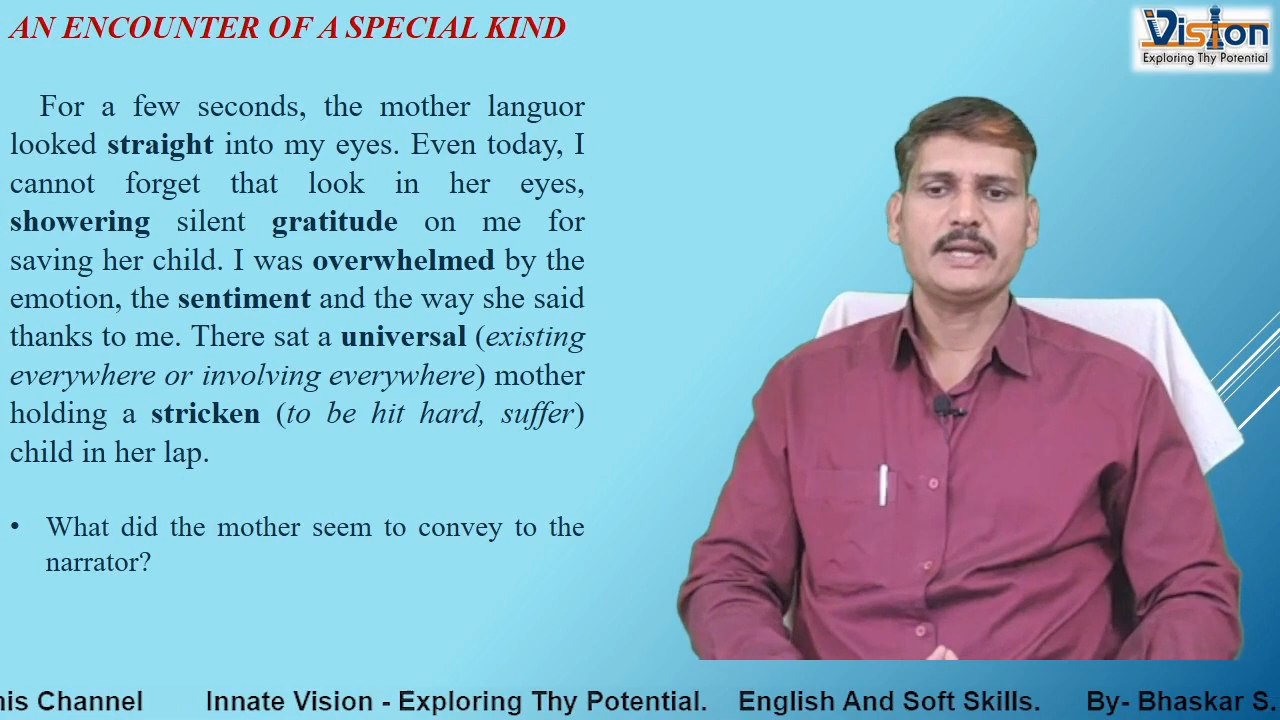 AN ENCOUNTER OF A SPECIAL KIND
Vision
Exploring Thy Potential
For a few seconds, the mother languor
looked straight into my eyes. Even today, I
cannot forget that look in her eyes,
showering silent gratitude on me for
saving her child. I was overwhelmed by the
emotion, the sentiment and the way she said
thanks to me. There sat a universal (existing
everywhere or involving everywhere) mother
holding a stricken (to be hit hard, suffer)
child in her lap.
• What did the mother seem to convey to the
narrator?
his Channel Innate Vision - Exploring Thy Potential. English And Soft Skills. By- Bhaskar S.